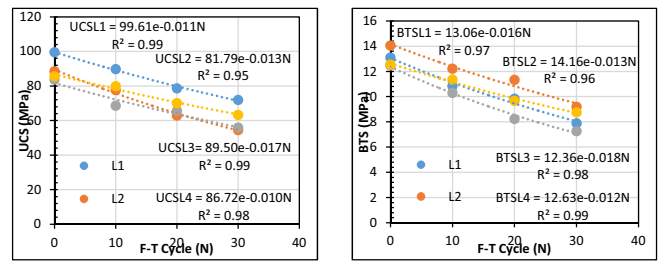 120
100
80
60
40
20
0
UCS (MPa)
UCSL1 = 99.61e-0.011N
R² = 0.99
UCSL2 = 81.79e-0.013N
R² = 0.95
UCSL3 = 89.50e-0.017N
R² = 0.99
UCSL4 = 86.72e-0.010N
R² = 0.98
L1
L2
0 10 20 30 40
F-T Cycle (N)
16
14
12
10
8
6
4
2
0
BTS (MPa)
BTSL1 = 13.06e-0.016N
R² = 0.97
BTSL2 = 14.16e-0.013N
R² = 0.96
BTSL3 = 12.36e-0.018N
R² = 0.98
BTSL4 = 12.63e-0.012N
R² = 0.99
L1
L2
0 10 20 30 40
F-T Cycle (N)